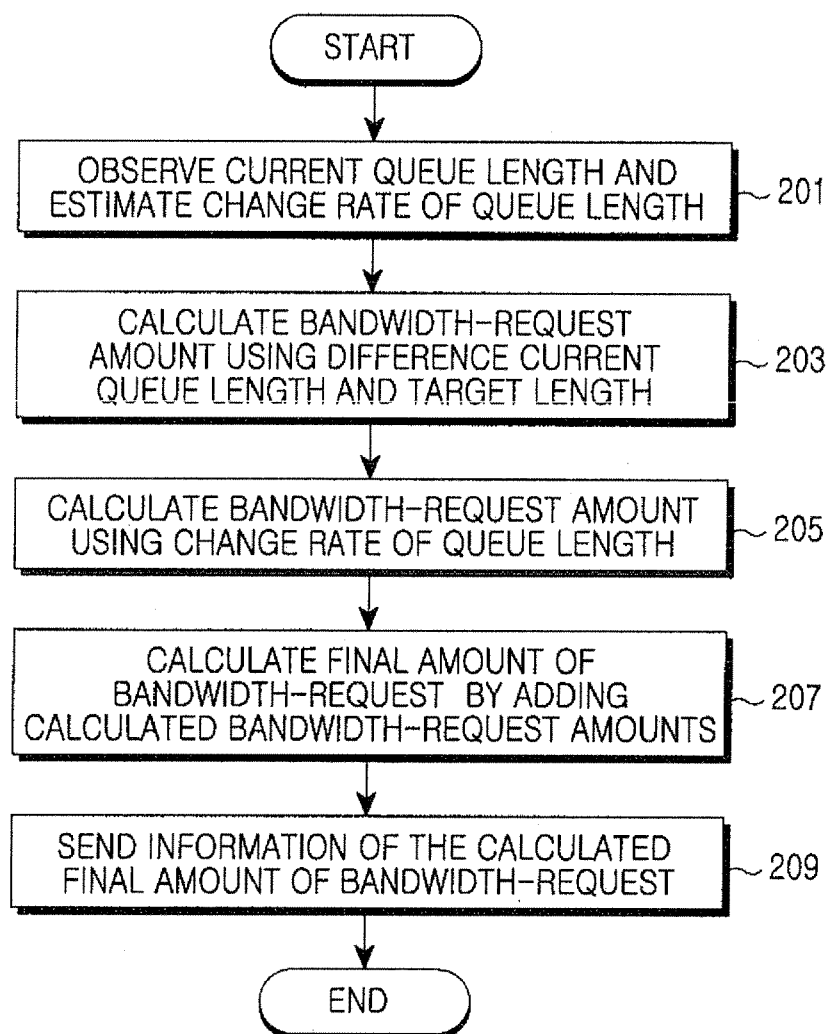 START
OBSERVE CURRENT QUEUE LENGTH AND
ESTIMATE CHANGE RATE OF QUEUE LENGTH
201
CALCULATE BANDWIDTH-REQUEST
AMOUNT USING DIFFERENCE CURRENT
QUEUE LENGTH AND TARGET LENGTH
203
CALCULATE BANDWIDTH-REQUEST AMOUNT
USING CHANGE RATE OF QUEUE LENGTH
205
CALCULATE FINAL AMOUNT OF
BANDWIDTH-REQUEST BY ADDING
CALCULATED BANDWIDTH-REQUEST AMOUNTS
207
SEND INFORMATION OF THE CALCULATED
FINAL AMOUNT OF BANDWIDTH-REQUEST
209
END